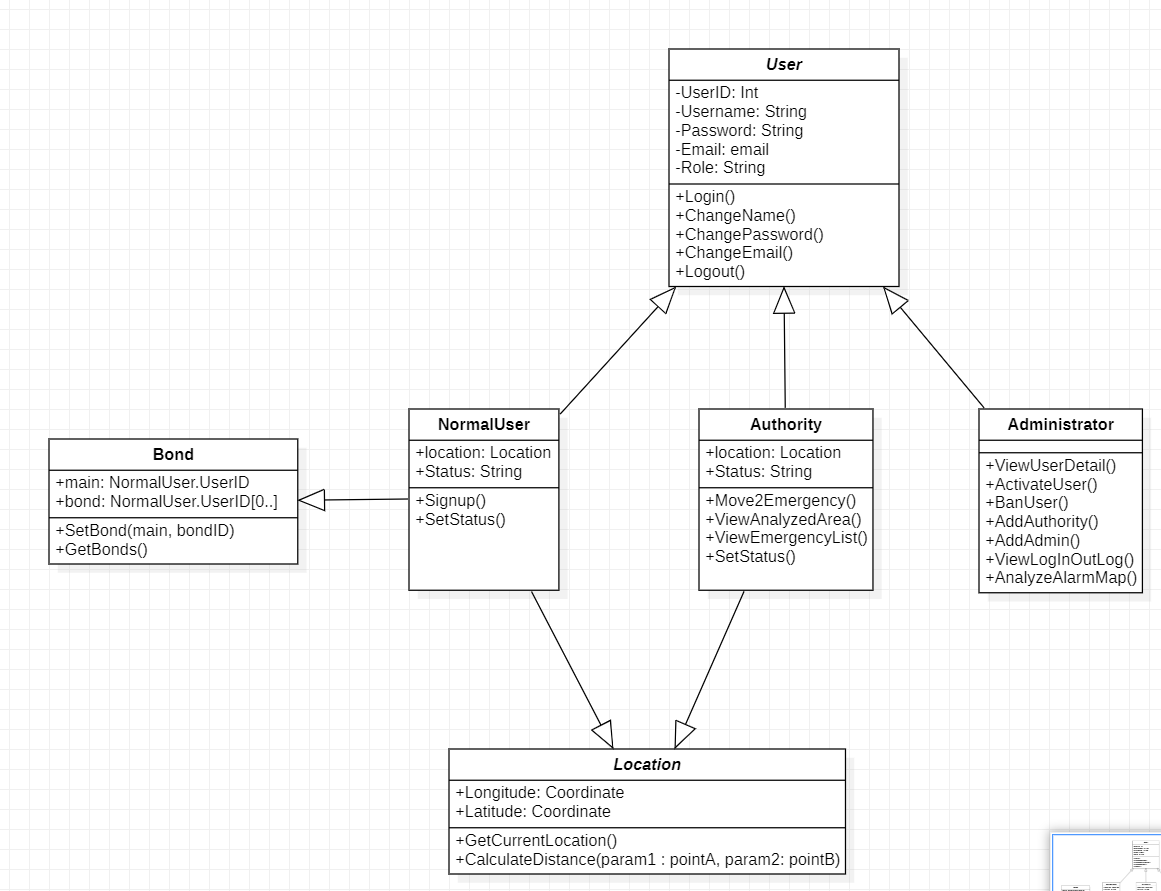 User
-UserID: Int
-Username: String
-Password: String
-Email: email
-Role: String
+Login()
+ChangeName()
+ChangePassword()
+ChangeEmail()
+Logout()
Bond
+main: NormalUser.UserID
+bond: NormalUser.UserID[0..]
+SetBond(main, bondID)
+GetBonds()
NormalUser
+location: Location
+Status: String
+Signup()
+SetStatus()
Authority
+location: Location
+Status: String
+Move2Emergency()
+ViewAnalyzedArea()
+ViewEmergencyList()
+SetStatus()
Administrator
+ViewUserDetail()
+ActivateUser()
+BanUser()
+AddAuthority()
+AddAdmin()
+ViewLogInOutLog()
+AnalyzeAlarmMap()
Location
+Longitude: Coordinate
+Latitude: Coordinate
+GetCurrentLocation()
+CalculateDistance(param1 : pointA, param2: pointB)